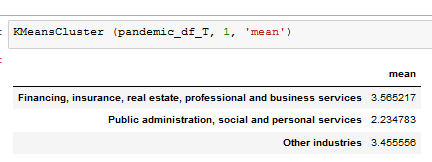 KMeansCluster (pandemic_df_T, 1, 'mean')
mean
Financing, insurance, real estate, professional and business services 3.565217
Public administration, social and personal services 2.234783
Other industries 3.455556